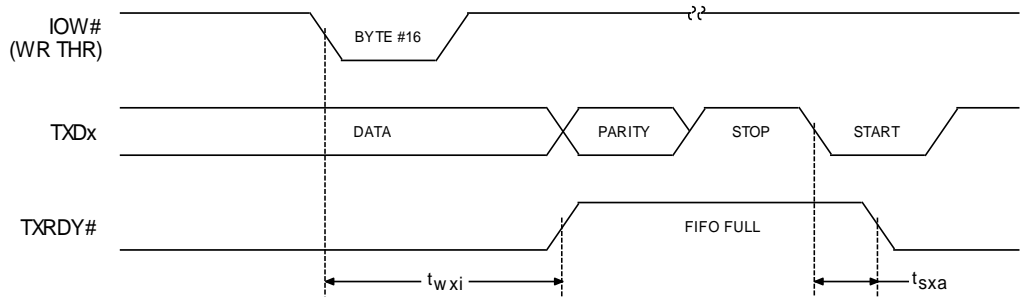 IOW#
(WR THR)
BYTE #16
TXDx
DATA
PARITY
STOP
START
TXRDY#
FIFO FULL
twxi
tsxa